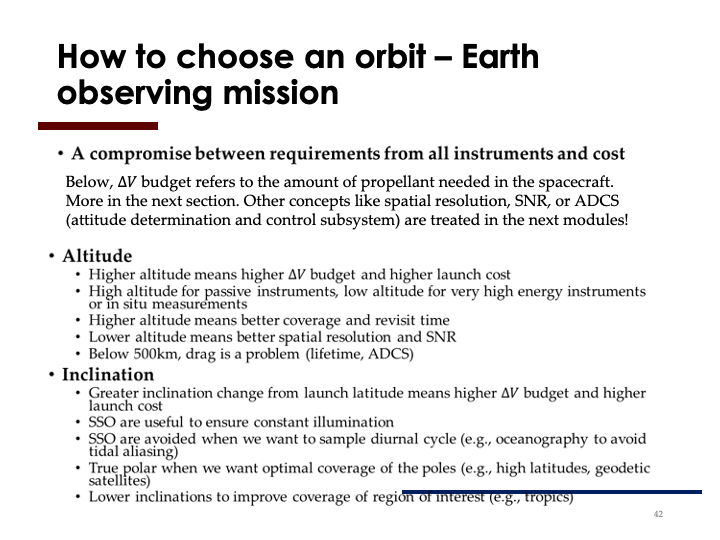 How to choose an orbit – Earth
observing mission
• A compromise between requirements from all instruments and cost
Below, ΔV budget refers to the amount of propellant needed in the spacecraft.
More in the next section. Other concepts like spatial resolution, SNR, or ADCS
(attitude determination and control subsystem) are treated in the next modules!
• Altitude
• Higher altitude means higher ΔV budget and higher launch cost
• High altitude for passive instruments, low altitude for very high energy instruments
or in situ measurements
• Higher altitude means better coverage and revisit time
• Lower altitude means better spatial resolution and SNR
• Below 500km, drag is a problem (lifetime, ADCS)
• Inclination
• Greater inclination change from launch latitude means higher ΔV budget and higher
launch cost
• SSO are useful to ensure constant illumination
• SSO are avoided when we want to sample diurnal cycle (e.g., oceanography to avoid
tidal aliasing)
• True polar when we want optimal coverage of the poles (e.g., high latitudes, geodetic
satellites)
• Lower inclinations to improve coverage of region of interest (e.g., tropics)
42